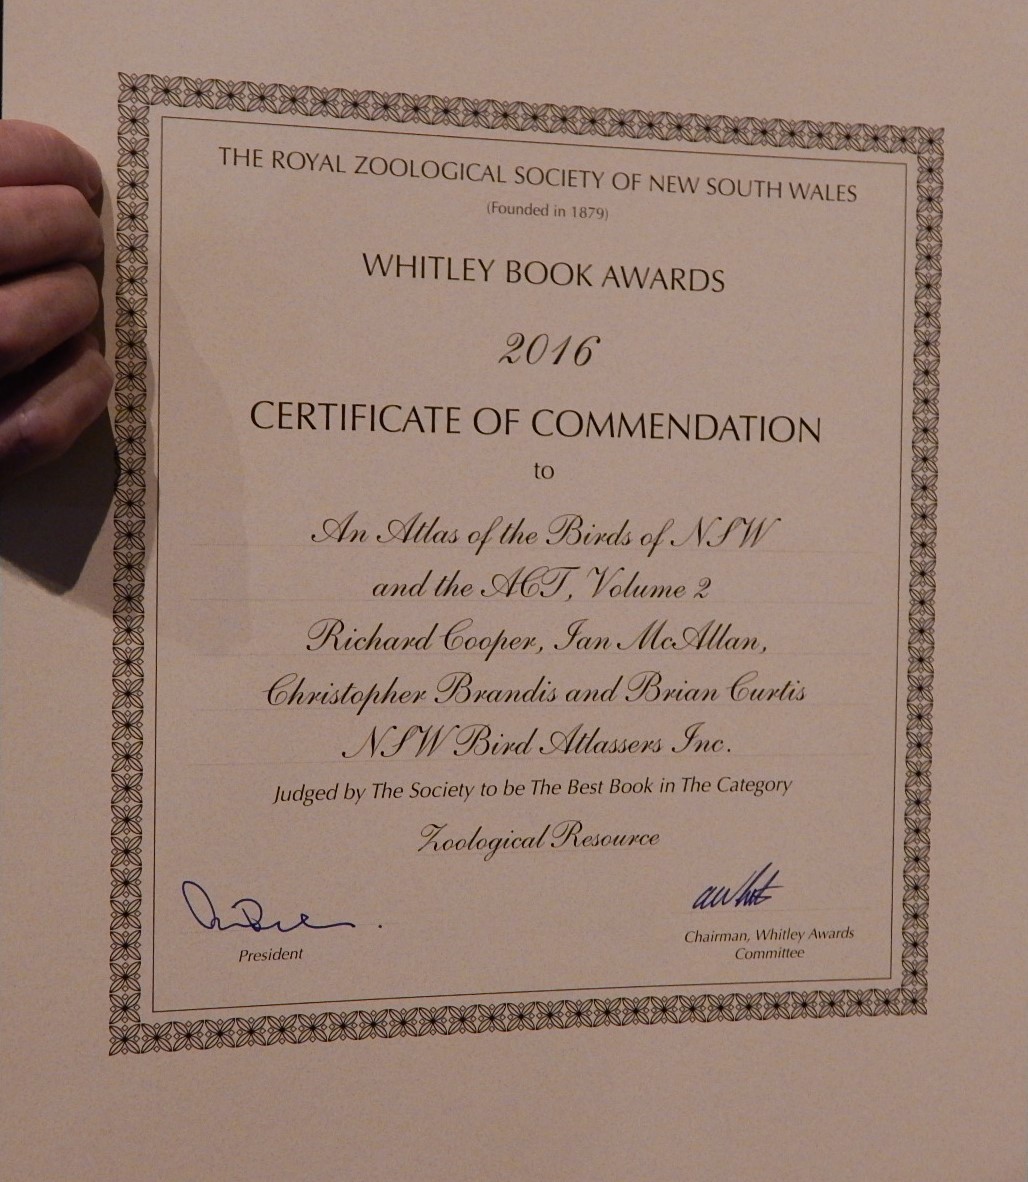 THE ROYAL ZOOLOGICAL SOCIETY OF NEW SOUTH WALES
(Founded in 1879)
WHITLEY BOOK AWARDS
2016
CERTIFICATE OF COMMENDATION
to
An Atlas of the Birds of NSW
and the ACT, Volume 2
Richard Cooper, Ian McAllan,
Christopher Brandis and Brian Curtis
NSW Bird Atlassers Inc.
Judged by The Society to be The Best Book in The Category
Zoological Resource
President
Chairman, Whitley Awards
Committee